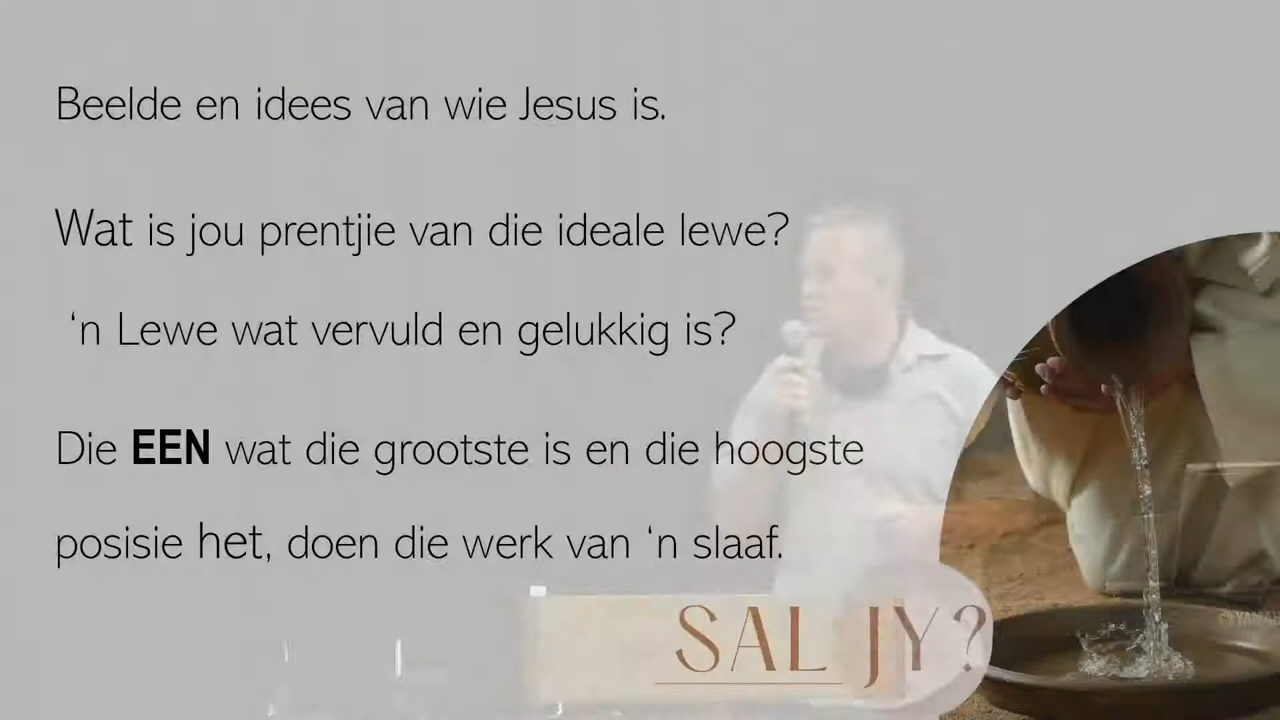 Beelde en idees van wie Jesus is.
Wat is jou prentjie van die ideale lewe?
‘n Lewe wat vervuld en gelukkig is?
Die EEN wat die grootste is en die hoogste
posisie het, doen die werk van ‘n slaaf.
SAL JY?